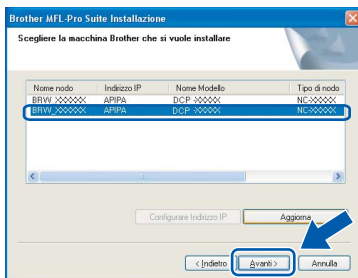 Brother MFL-Pro Suite Installazione
Scegliere la macchina Brother che si vuole installare
Nome nodo Indirizzo IP Nome Modello Tipo di nodo
BRW_XXXXXX APIPA DCP-XXXXX NC-XXXXX
BRW_XXXXXX APIPA DCP-XXXXX NC-XXXXX
Configurare Indirizzo IP Aggiorna
< Indietro Avanti > Annulla